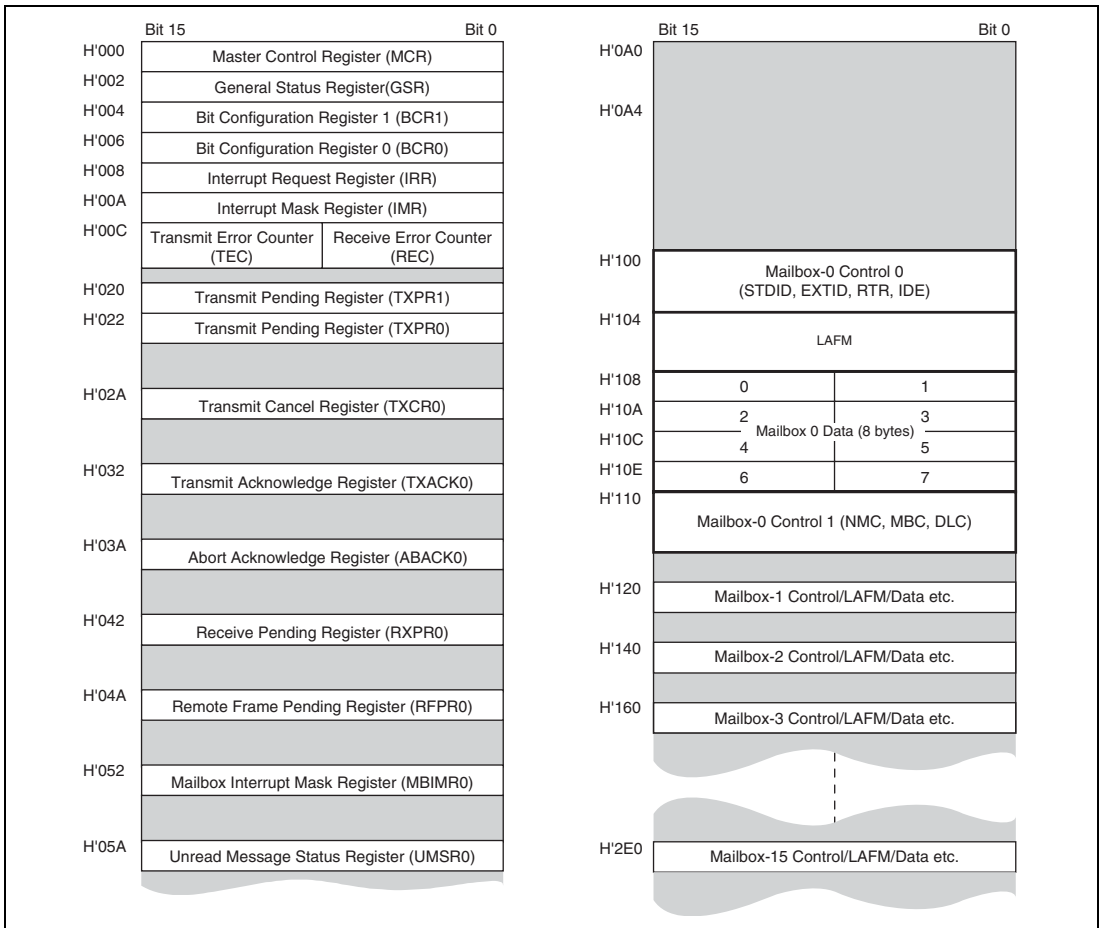 Bit 15 Bit 0
H'000 Master Control Register (MCR)
H'002 General Status Register(GSR)
H'004 Bit Configuration Register 1 (BCR1)
H'006 Bit Configuration Register 0 (BCR0)
H'008 Interrupt Request Register (IRR)
H'00A Interrupt Mask Register (IMR)
H'00C Transmit Error Counter Receive Error Counter
(TEC) (REC)
H'020 Transmit Pending Register (TXPR1)
H'022 Transmit Pending Register (TXPR0)
H'02A Transmit Cancel Register (TXCR0)
H'032 Transmit Acknowledge Register (TXACK0)
H'03A Abort Acknowledge Register (ABACK0)
H'042 Receive Pending Register (RXPR0)
H'04A Remote Frame Pending Register (RFPR0)
H'052 Mailbox Interrupt Mask Register (MBIMR0)
H'05A Unread Message Status Register (UMSR0)
Bit 15 Bit 0
H'0A0
H'0A4
H'100 Mailbox-0 Control 0
(STDID, EXTID, RTR, IDE)
H'104 LAFM
H'108 0 1
H'10A 2 3
Mailbox 0 Data (8 bytes)
H'10C 4 5
H'10E 6 7
H'110 Mailbox-0 Control 1 (NMC, MBC, DLC)
H'120 Mailbox-1 Control/LAFM/Data etc.
H'140 Mailbox-2 Control/LAFM/Data etc.
H'160 Mailbox-3 Control/LAFM/Data etc.
H'2E0 Mailbox-15 Control/LAFM/Data etc.